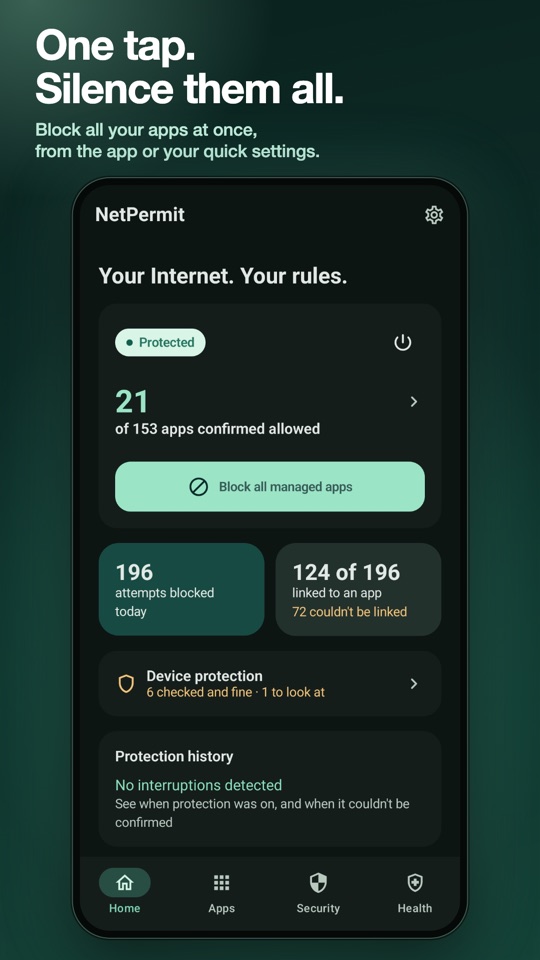 One tap.
Silence them all.
Block all your apps at once,
from the app or your quick settings.
NetPermit
Your Internet. Your rules.
Protected
21
of 153 apps confirmed allowed
Block all managed apps
196
attempts blocked
today
124 of 196
linked to an app
72 couldn't be linked
Device protection
6 checked and fine · 1 to look at
Protection history
No interruptions detected
See when protection was on, and when it couldn't be
confirmed
Home
Apps
Security
Health